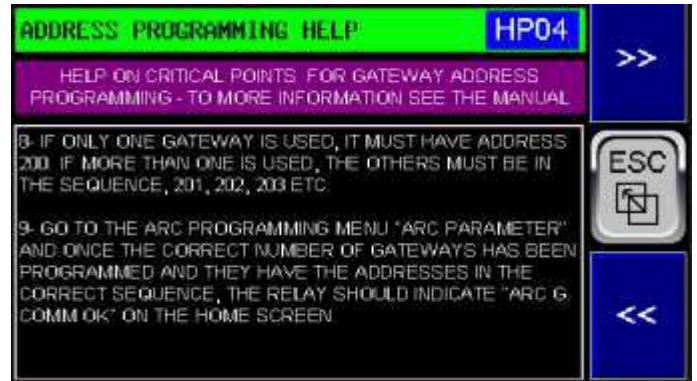 ADDRESS PROGRAMMING HELP
HP04
>>
HELP ON CRITICAL POINTS FOR GATEWAY ADDRESS
PROGRAMMING - TO MORE INFORMATION SEE THE MANUAL
8- IF ONLY ONE GATEWAY IS USED, IT MUST HAVE ADDRESS
200. IF MORE THAN ONE IS USED, THE OTHERS MUST BE IN
THE SEQUENCE, 201, 202, 203 ETC.
ESC
9- GO TO THE ARC PROGRAMMING MENU "ARC PARAMETER"
AND ONCE THE CORRECT NUMBER OF GATEWAYS HAS BEEN
PROGRAMMED AND THEY HAVE THE ADDRESSES IN THE
CORRECT SEQUENCE, THE RELAY SHOULD INDICATE "ARC G.
COMM OK" ON THE HOME SCREEN.
<<